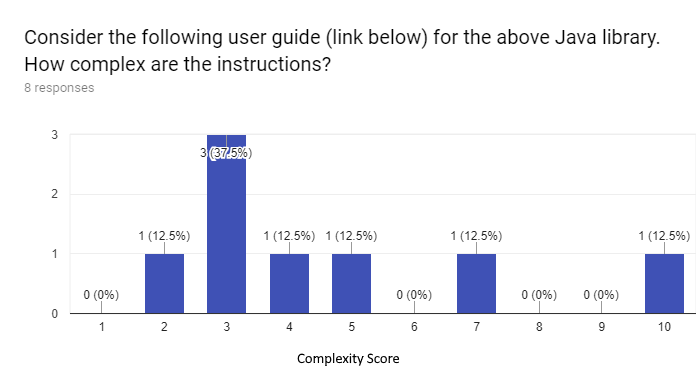 Consider the following user guide (link below) for the above Java library.
How complex are the instructions?
8 responses
3
3 (37.5%)
2
1 (12.5%) 1 (12.5%) 1 (12.5%) 1 (12.5%) 1 (12.5%)
1
0 (0%) 0 (0%) 0 (0%) 0 (0%)
0
1 2 3 4 5 6 7 8 9 10
Complexity Score